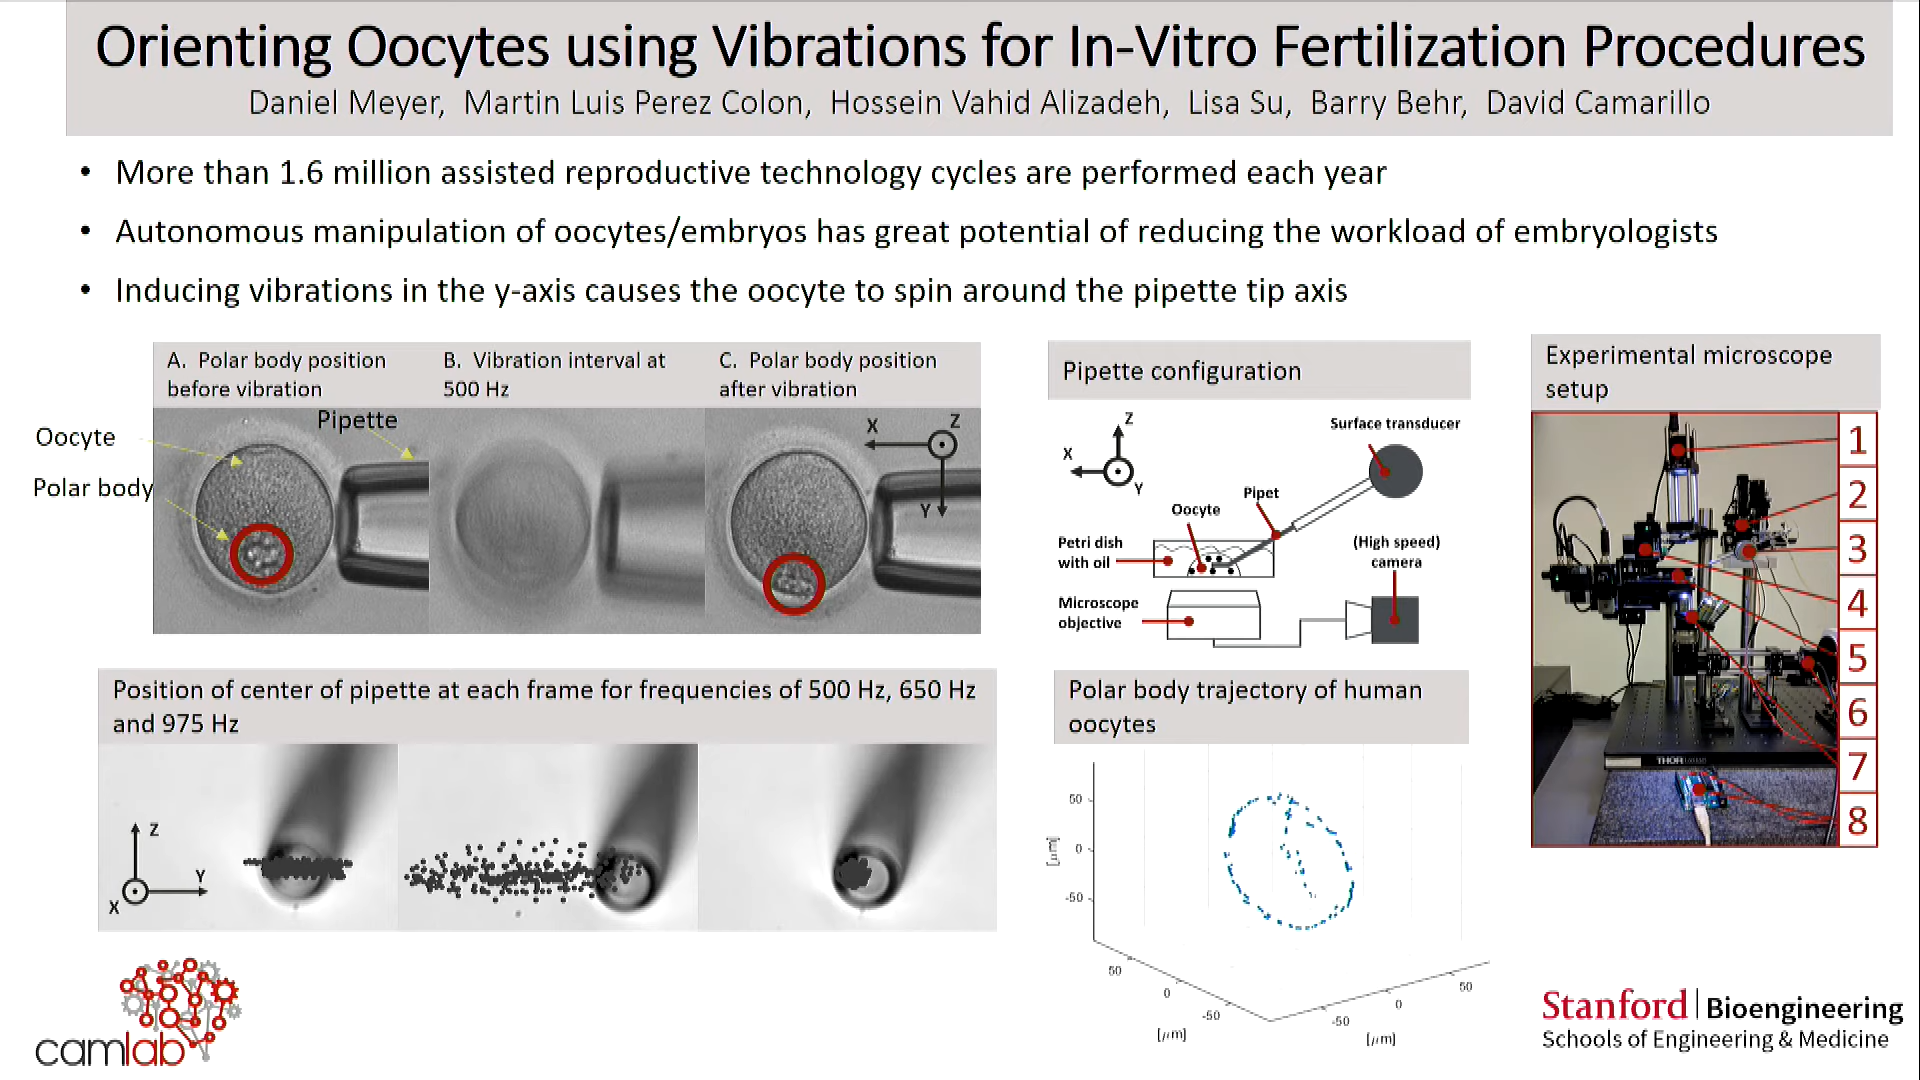 Orienting Oocytes using Vibrations for In-Vitro Fertilization Procedures
Daniel Meyer, Martin Luis Perez Colon, Hossein Vahid Alizadeh, Lisa Su, Barry Behr, David Camarillo
• More than 1.6 million assisted reproductive technology cycles are performed each year
• Autonomous manipulation of oocytes/embryos has great potential of reducing the workload of embryologists
• Inducing vibrations in the y-axis causes the oocyte to spin around the pipette tip axis
A. Polar body position
before vibration
B. Vibration interval at
500 Hz
C. Polar body position
after vibration
Oocyte
Polar body
Pipette
X
Z
Y
Pipette configuration
Z
X
Y
Surface transducer
Pipet
Oocyte
Petri dish
with oil
(High speed)
camera
Microscope
objective
Experimental microscope
setup
1
2
3
4
5
6
7
8
THOR
Position of center of pipette at each frame for frequencies of 500 Hz, 650 Hz
and 975 Hz
Z
Y
X
Polar body trajectory of human
oocytes
50
0
-50
[μm]
50
0
-50
[μm]
-50
0
50
[μm]
camlab
Stanford | Bioengineering
Schools of Engineering & Medicine